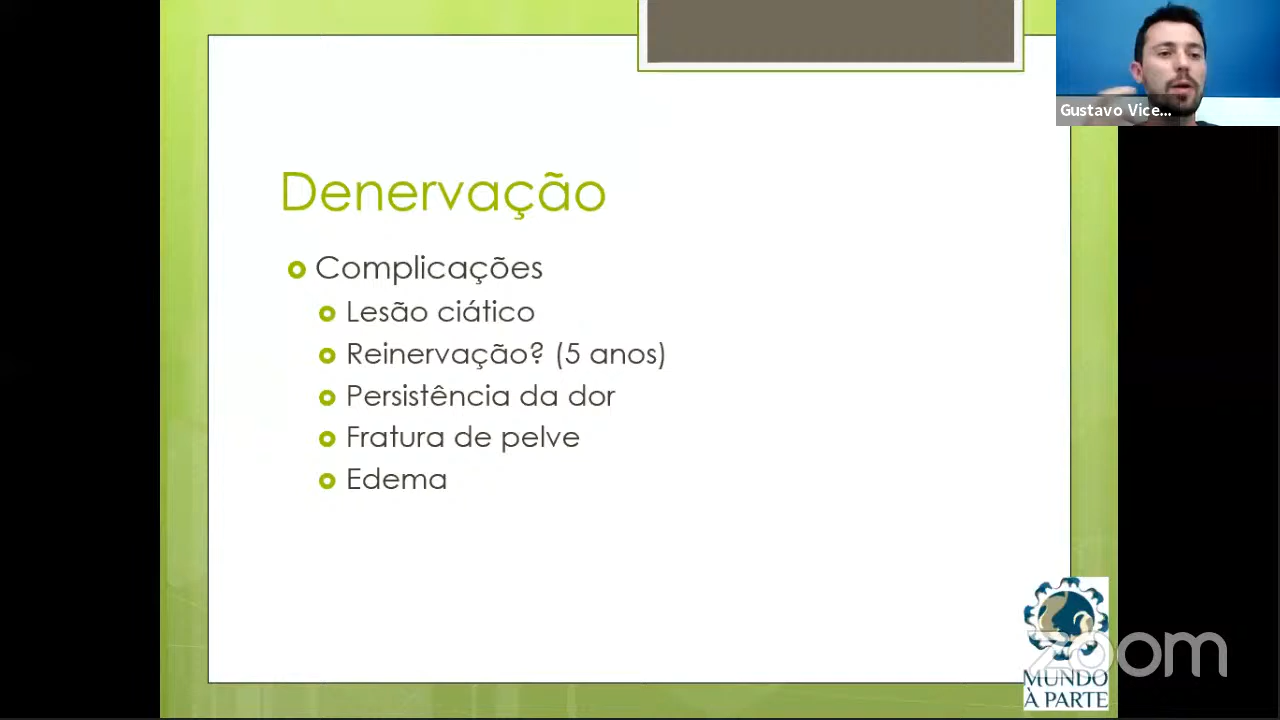 Gustavo Vice...
Denervação
Complicações
Lesão ciático
Reinervação? (5 anos)
Persistência da dor
Fratura de pelve
Edema
zoom
MUNDO
À PARTE